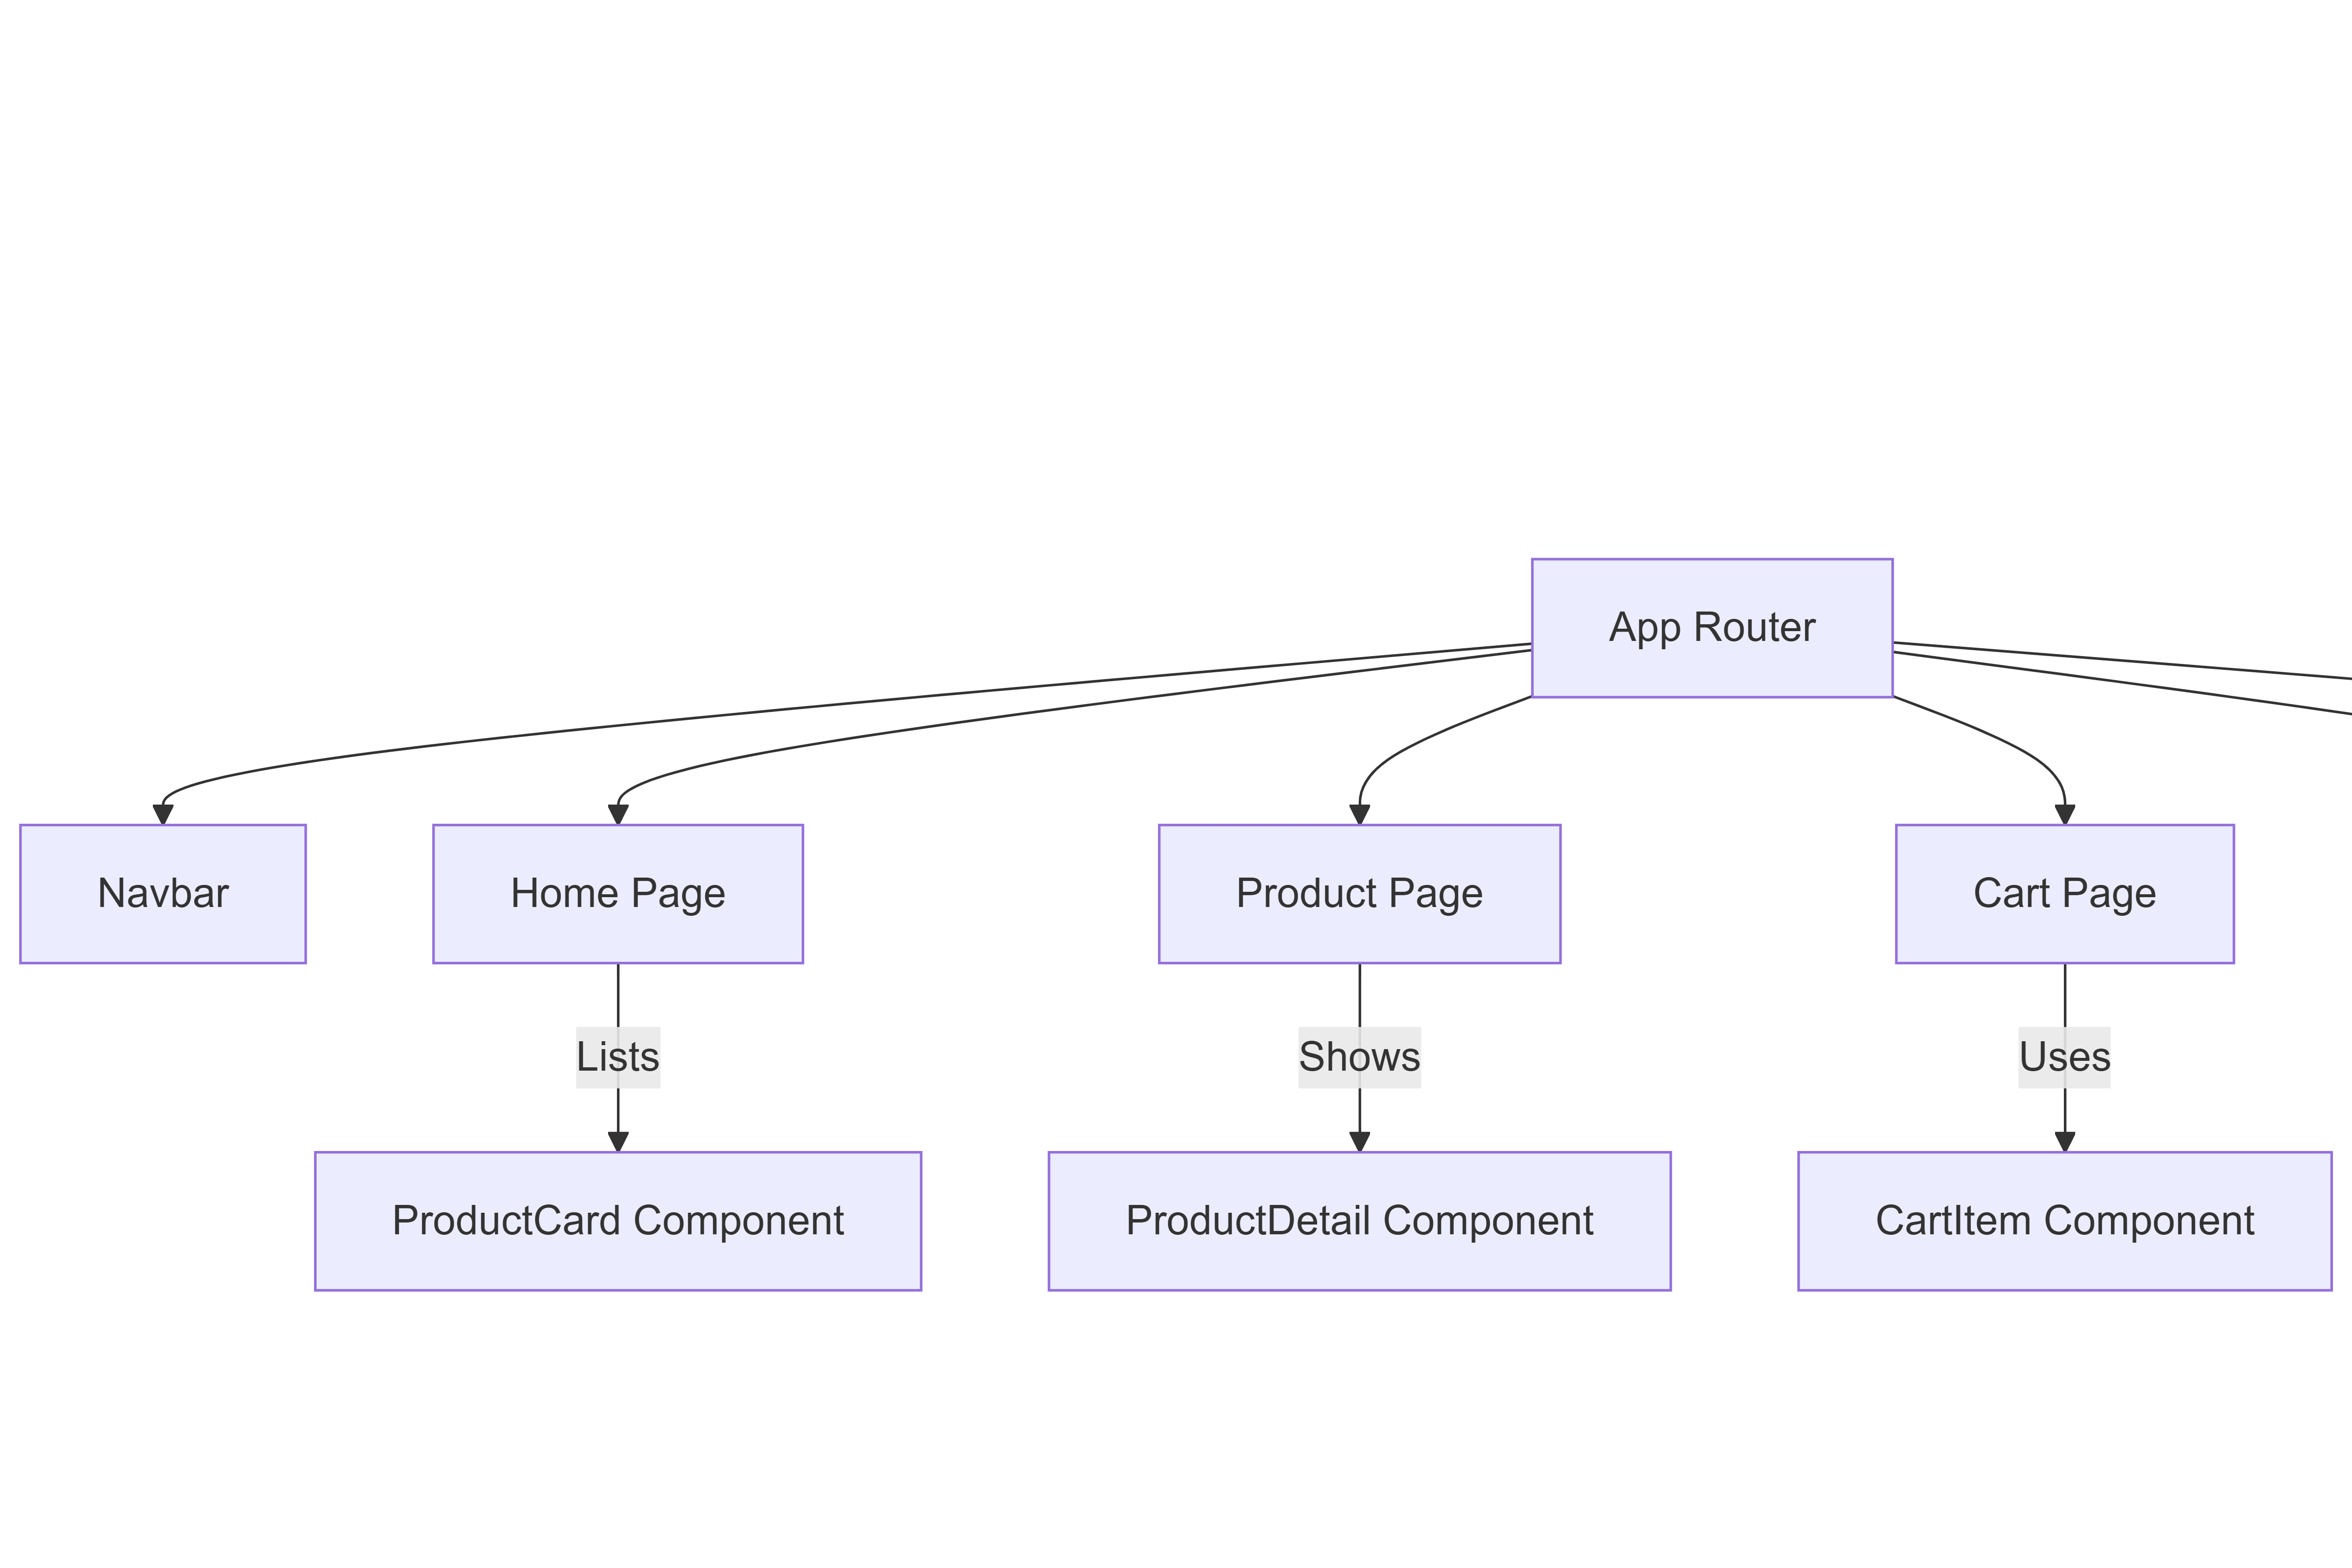 App Router
Navbar
Home Page
Product Page
Cart Page
Lists
Shows
Uses
ProductCard Component
ProductDetail Component
CartItem Component